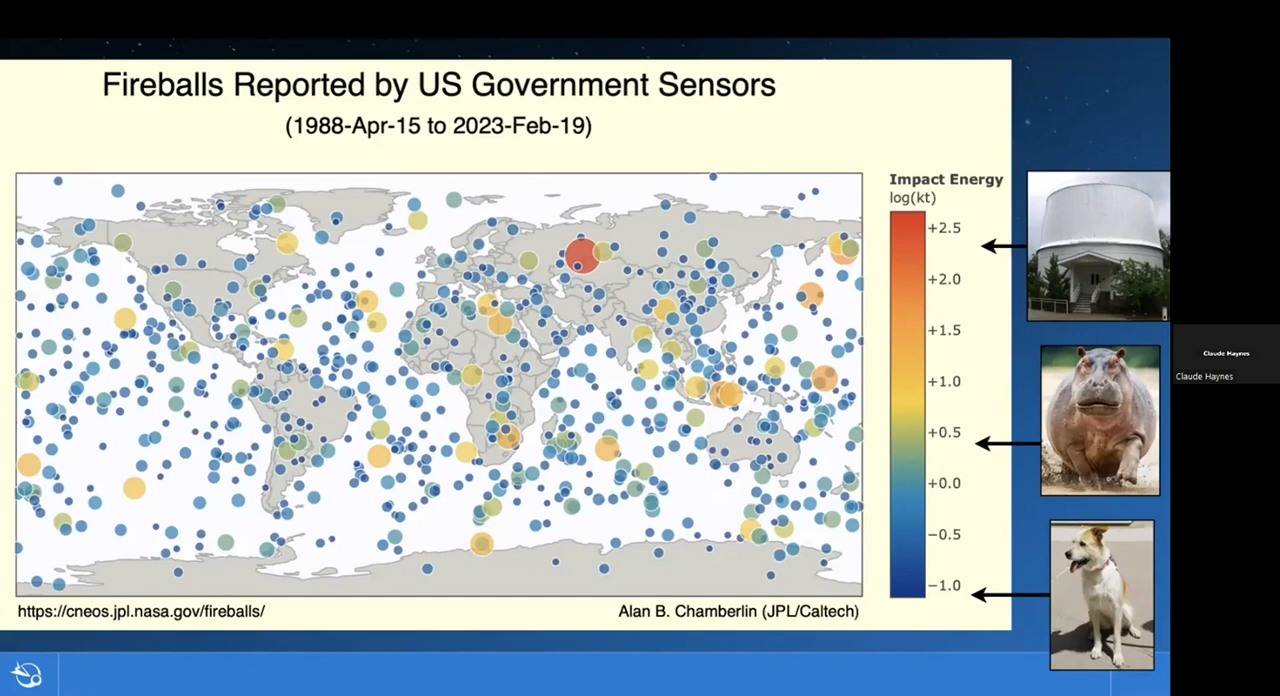 Fireballs Reported by US Government Sensors
(1988-Apr-15 to 2023-Feb-19)
Impact Energy
log(kt)
+2.5
+2.0
+1.5
+1.0
+0.5
+0.0
−0.5
−1.0
https://cneos.jpl.nasa.gov/fireballs/
Alan B. Chamberlin (JPL/Caltech)
Claude Haynes
Claude Haynes